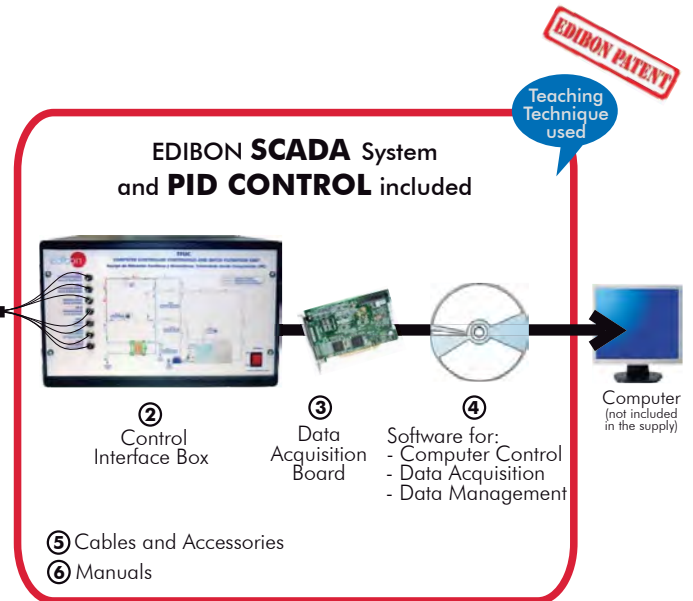 EDIBON PATENT
Teaching
Technique
used
EDIBON SCADA System
and PID CONTROL included
edibon
②
Control
Interface Box
③
Data
Acquisition
Board
④
Software for:
- Computer Control
- Data Acquisition
- Data Management
Computer
(not included
in the supply)
⑤ Cables and Accessories
⑥ Manuals